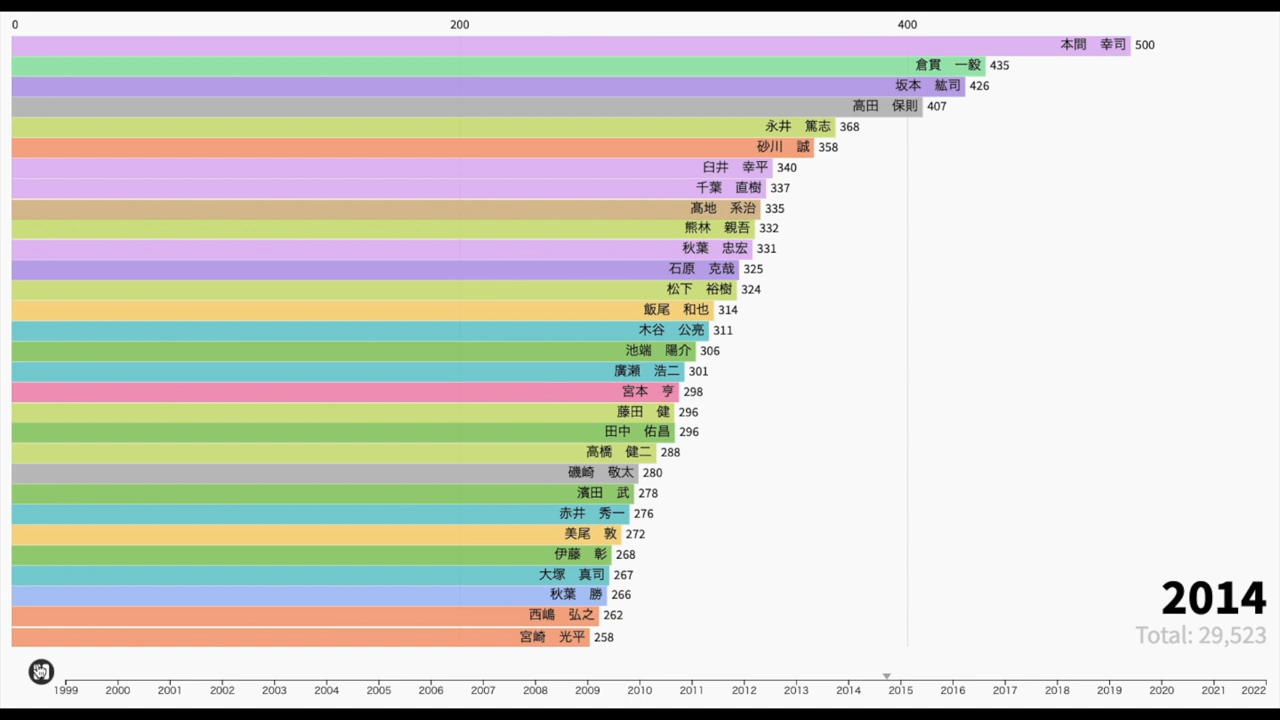 0 200 400
本間　幸司 500
倉貫　一毅 435
坂本　紘司 426
高田　保則 407
永井　篤志 368
砂川　誠 358
臼井　幸平 340
千葉　直樹 337
髙地　系治 335
熊林　親吾 332
秋葉　忠宏 331
石原　克哉 325
松下　裕樹 324
飯尾　和也 314
木谷　公亮 311
池端　陽介 306
廣瀬　浩二 301
宮本　亨 298
藤田　健 296
田中　佑昌 296
高橋　健二 288
磯崎　敬太 280
濱田　武 278
赤井　秀一 276
美尾　敦 272
伊藤　彰 268
大塚　真司 267
秋葉　勝 266
西嶋　弘之 262
宮崎　光平 258
2014
Total: 29,523
1999 2000 2001 2002 2003 2004 2005 2006 2007 2008 2009 2010 2011 2012 2013 2014 2015 2016 2017 2018 2019 2020 2021 2022